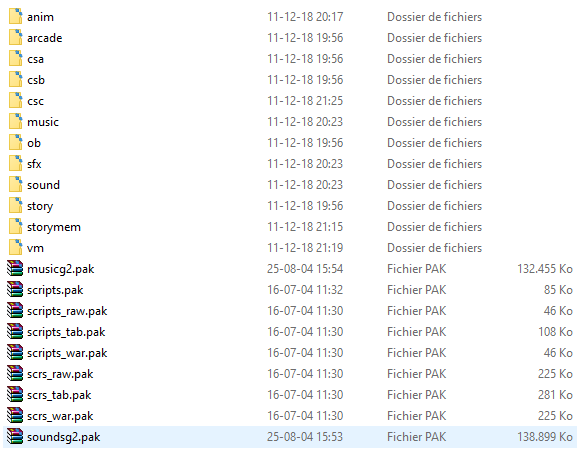 anim 11-12-18 20:17 Dossier de fichiers
arcade 11-12-18 19:56 Dossier de fichiers
csa 11-12-18 19:56 Dossier de fichiers
csb 11-12-18 19:56 Dossier de fichiers
csc 11-12-18 21:25 Dossier de fichiers
music 11-12-18 20:23 Dossier de fichiers
ob 11-12-18 19:56 Dossier de fichiers
sfx 11-12-18 20:23 Dossier de fichiers
sound 11-12-18 20:23 Dossier de fichiers
story 11-12-18 19:56 Dossier de fichiers
storymem 11-12-18 21:15 Dossier de fichiers
vm 11-12-18 21:19 Dossier de fichiers
musicg2.pak 25-08-04 15:54 Fichier PAK 132.455 Ko
scripts.pak 16-07-04 11:32 Fichier PAK 85 Ko
scripts_raw.pak 16-07-04 11:30 Fichier PAK 46 Ko
scripts_tab.pak 16-07-04 11:30 Fichier PAK 108 Ko
scripts_war.pak 16-07-04 11:30 Fichier PAK 46 Ko
scrs_raw.pak 16-07-04 11:30 Fichier PAK 225 Ko
scrs_tab.pak 16-07-04 11:30 Fichier PAK 281 Ko
scrs_war.pak 16-07-04 11:30 Fichier PAK 225 Ko
soundsg2.pak 25-08-04 15:53 Fichier PAK 138.899 Ko